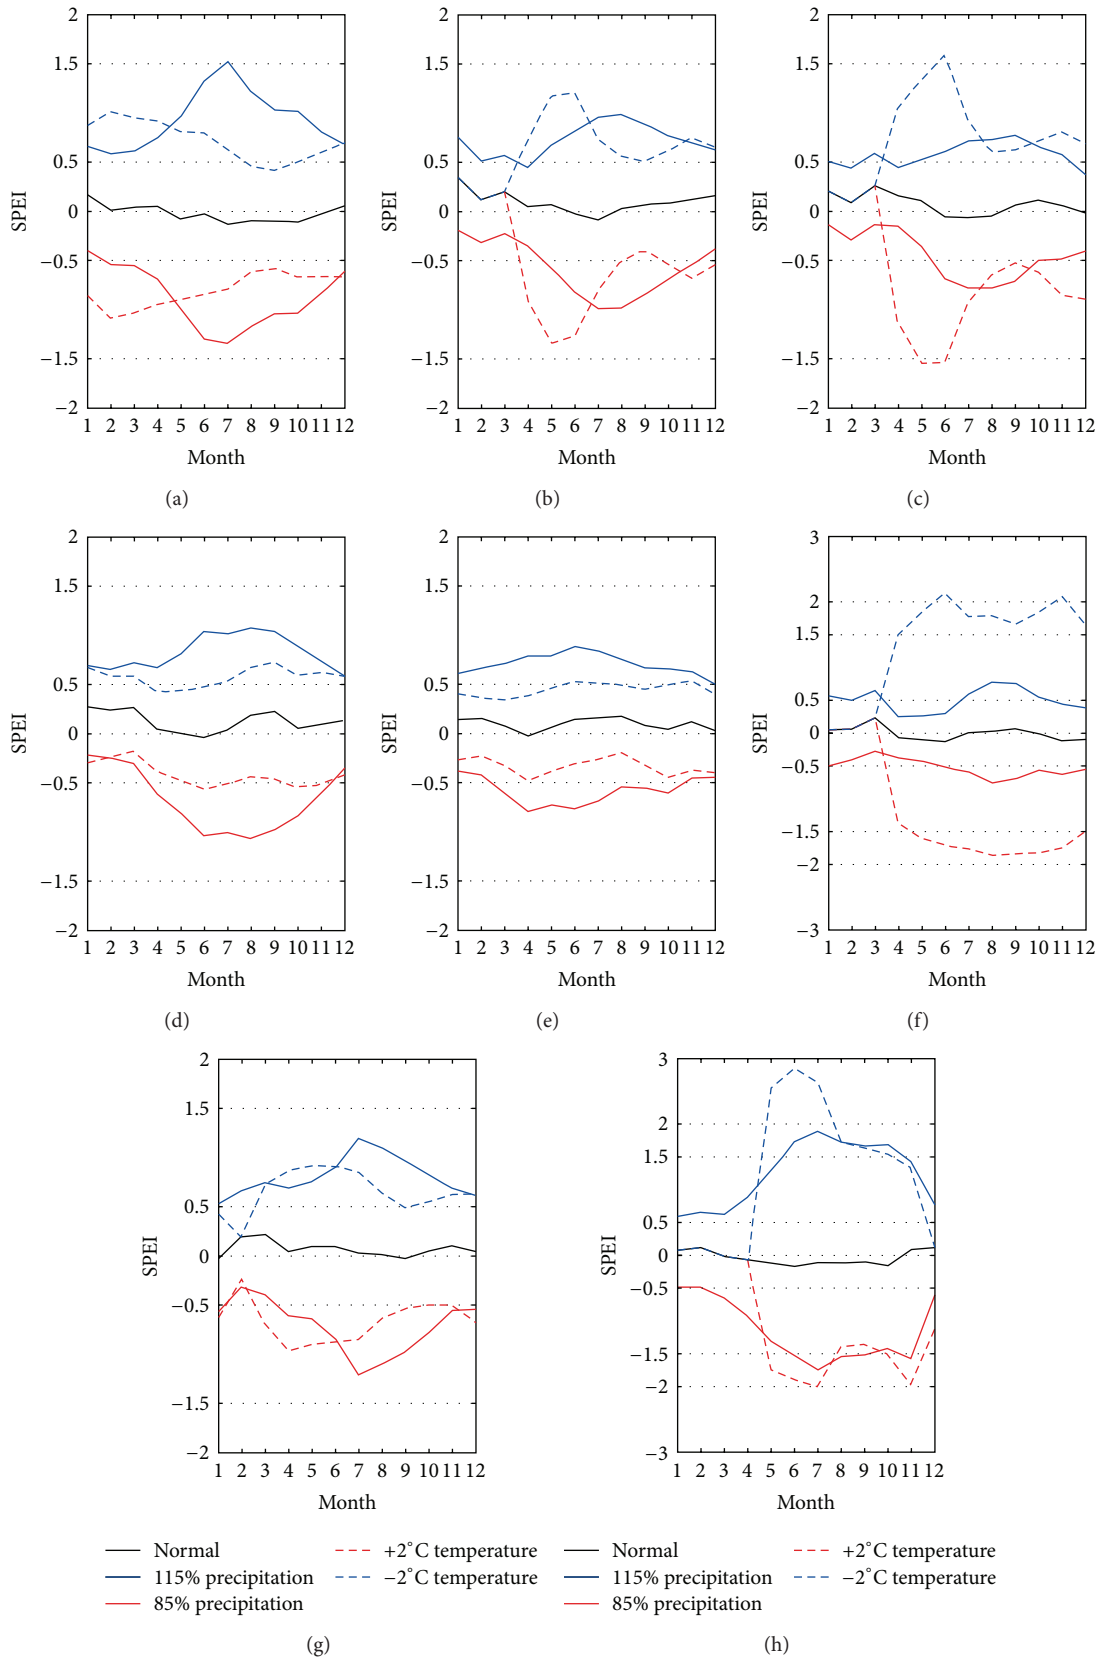 2
1.5
0.5
0
−0.5
−1.5
−2
SPEI
1 2 3 4 5 6 7 8 9 10 11 12
Month
(a)
2
1.5
0.5
0
−0.5
−1.5
−2
SPEI
1 2 3 4 5 6 7 8 9 10 11 12
Month
(b)
2
1.5
0.5
0
−0.5
−1.5
−2
SPEI
1 2 3 4 5 6 7 8 9 10 11 12
Month
(c)
2
1.5
0.5
0
−0.5
−1.5
−2
SPEI
1 2 3 4 5 6 7 8 9 10 11 12
Month
(d)
2
1.5
0.5
0
−0.5
−1.5
−2
SPEI
1 2 3 4 5 6 7 8 9 10 11 12
Month
(e)
3
2
1.5
0.5
0
−0.5
−1.5
−2
−3
SPEI
1 2 3 4 5 6 7 8 9 10 11 12
Month
(f)
2
1.5
0.5
0
−0.5
−1.5
−2
SPEI
1 2 3 4 5 6 7 8 9 10 11 12
Month
3
2
1.5
0.5
0
−0.5
−1.5
−2
−3
SPEI
1 2 3 4 5 6 7 8 9 10 11 12
Month
Normal
115% precipitation
85% precipitation
+2°C temperature
−2°C temperature
(g)
Normal
115% precipitation
85% precipitation
+2°C temperature
−2°C temperature
(h)